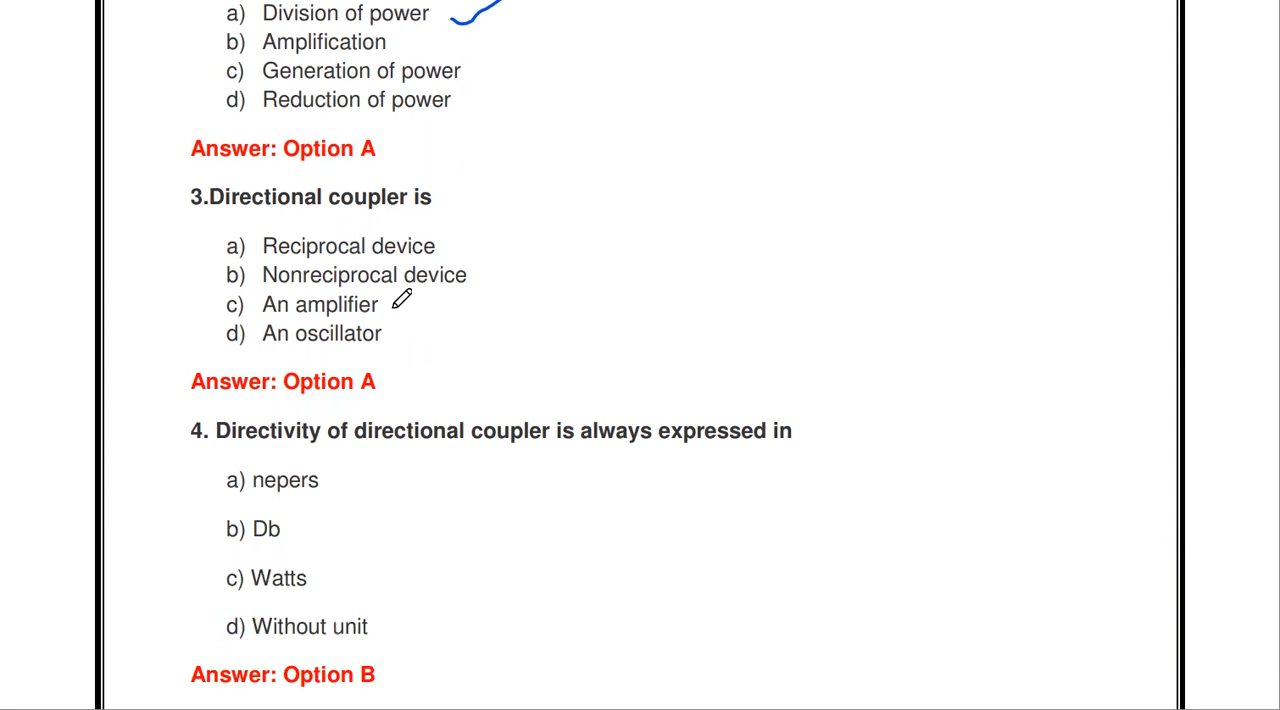 a) Division of power
b) Amplification
c) Generation of power
d) Reduction of power
Answer: Option A
3.Directional coupler is
a) Reciprocal device
b) Nonreciprocal device
c) An amplifier
d) An oscillator
Answer: Option A
4. Directivity of directional coupler is always expressed in
a) nepers
b) Db
c) Watts
d) Without unit
Answer: Option B